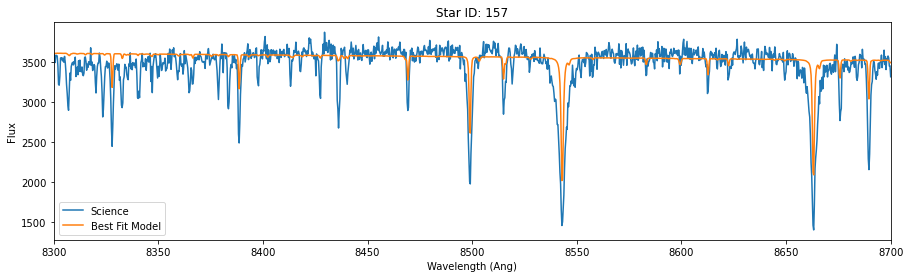 Star ID: 157
Flux
3500
3000
2500
2000
1500
Science
Best Fit Model
8300 8350 8400 8450 8500 8550 8600 8650 8700
Wavelength (Ang)